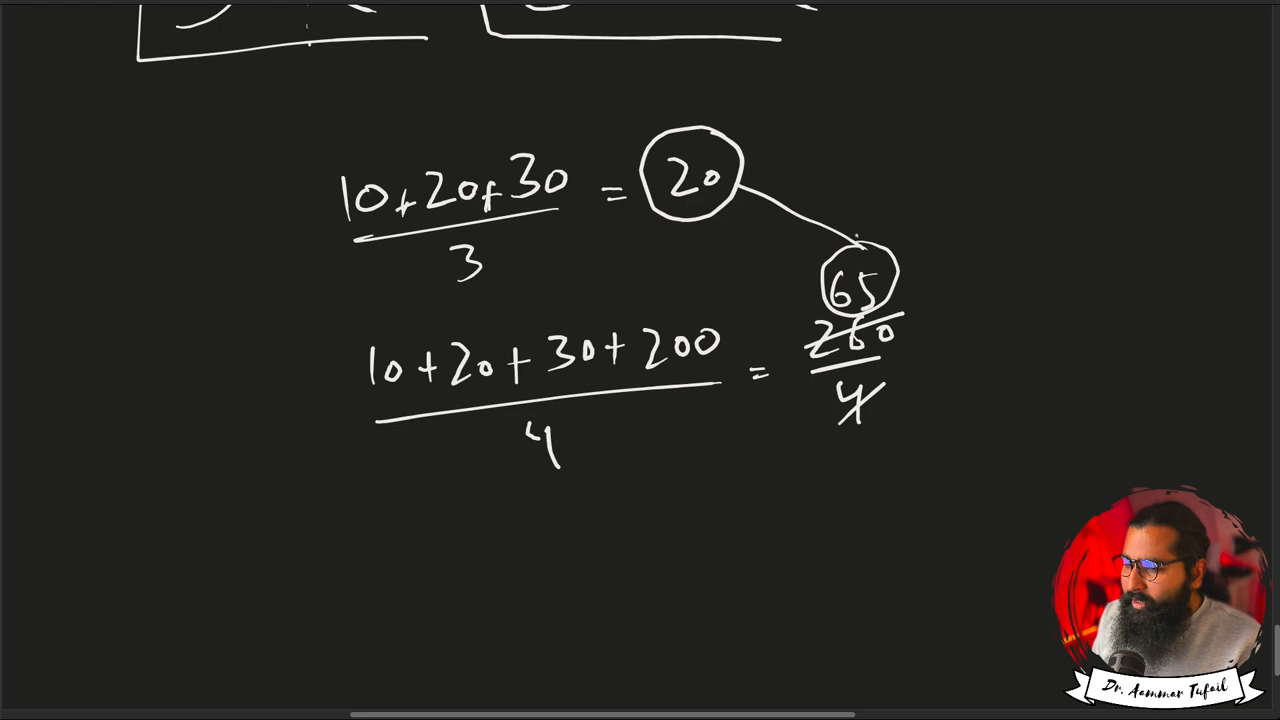 10+20+30 = 20
3
65
10+20+30+200 = 260
4 4
Dr. Aammar Tufail